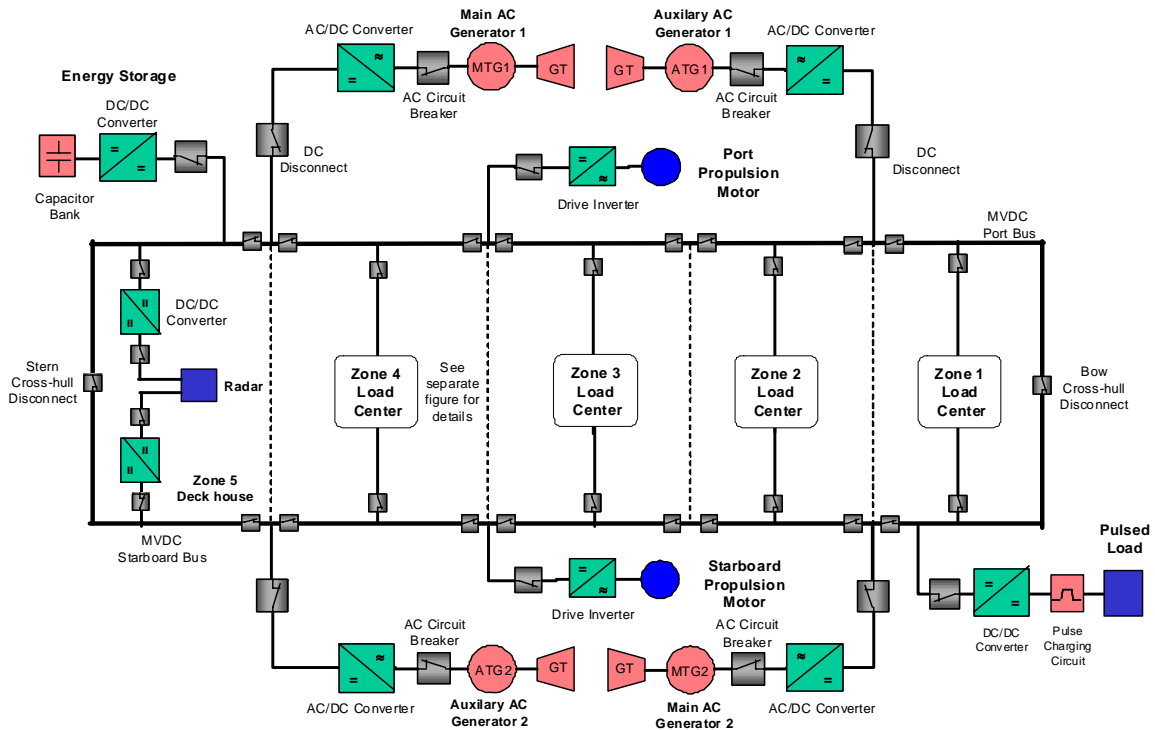 Main AC
Generator 1
Auxilary AC
Generator 1
AC/DC Converter
AC/DC Converter
MTG1
GT
GT
ATG1
AC Circuit
Breaker
AC Circuit
Breaker
Energy Storage
DC/DC
Converter
Capacitor
Bank
DC
Disconnect
Port
Propulsion
Motor
Drive Inverter
DC
Disconnect
MVDC
Port Bus
DC/DC
Converter
Stern
Cross-hull
Disconnect
Radar
Zone 4
Load
Center
See
separate
figure for
details
Zone 3
Load
Center
Zone 2
Load
Center
Zone 1
Load
Center
Bow
Cross-hull
Disconnect
Zone 5
Deck house
MVDC
Starboard Bus
Starboard
Propulsion
Motor
Drive Inverter
Pulsed
Load
DC/DC
Converter
Pulse
Charging
Circuit
AC Circuit
Breaker
AC Circuit
Breaker
ATG2
GT
GT
MTG2
AC/DC Converter
Auxilary AC
Generator 2
Main AC
Generator 2
AC/DC Converter